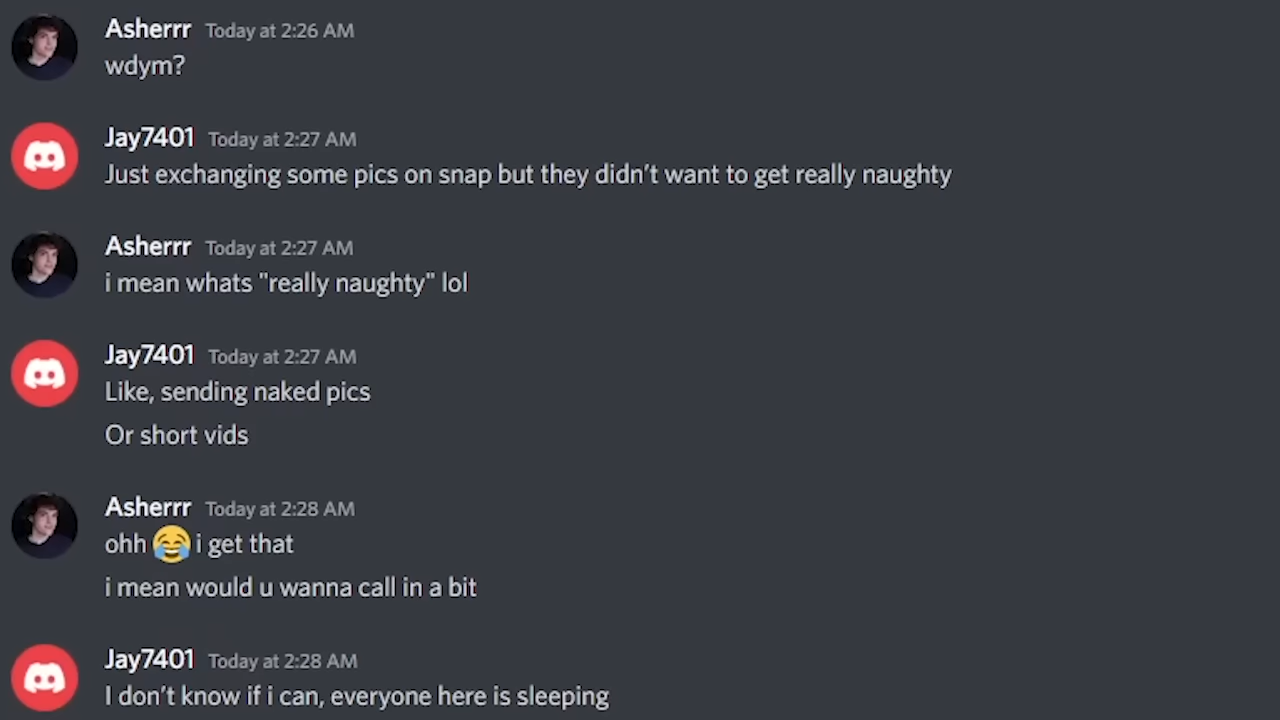 Asherrr Today at 2:26 AM
wdym?
Jay7401 Today at 2:27 AM
Just exchanging some pics on snap but they didn’t want to get really naughty
Asherrr Today at 2:27 AM
i mean whats "really naughty" lol
Jay7401 Today at 2:27 AM
Like, sending naked pics
Or short vids
Asherrr Today at 2:28 AM
ohh 😂 i get that
i mean would u wanna call in a bit
Jay7401 Today at 2:28 AM
I don’t know if i can, everyone here is sleeping